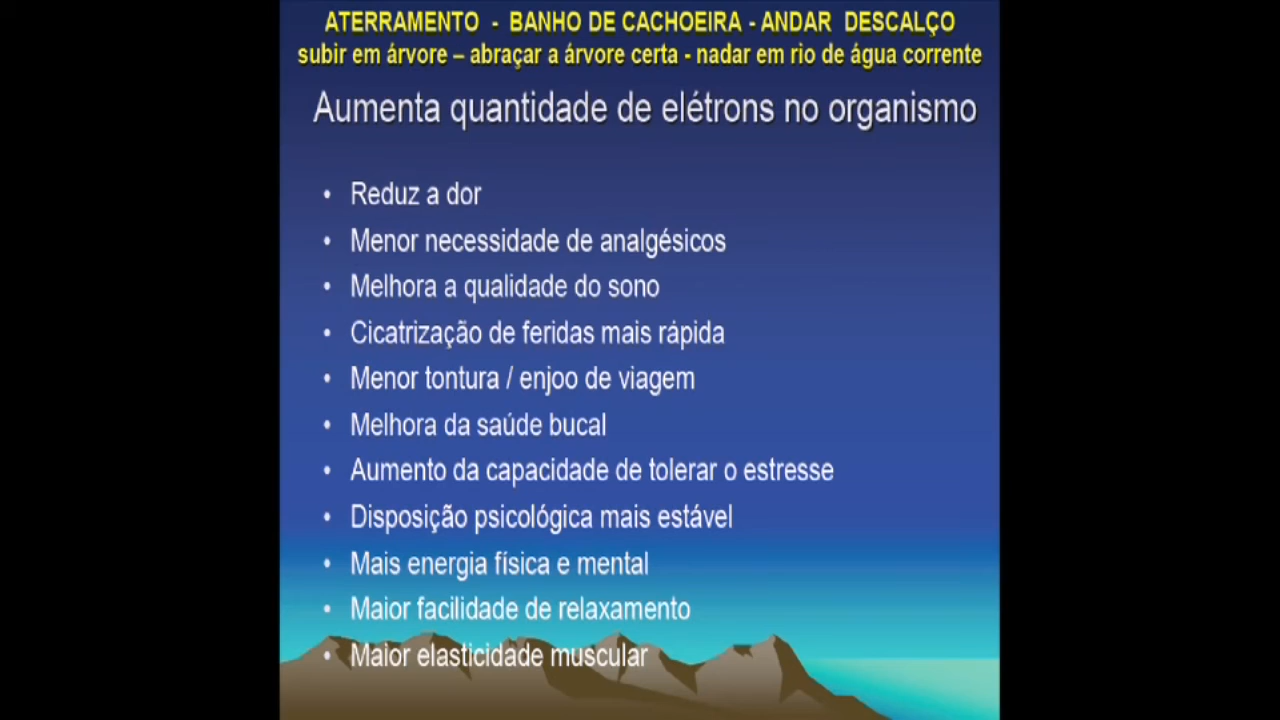 ATERRAMENTO - BANHO DE CACHOEIRA - ANDAR DESCALÇO
subir em árvore – abraçar a árvore certa - nadar em rio de água corrente
Aumenta quantidade de elétrons no organismo
• Reduz a dor
• Menor necessidade de analgésicos
• Melhora a qualidade do sono
• Cicatrização de feridas mais rápida
• Menor tontura / enjoo de viagem
• Melhora da saúde bucal
• Aumento da capacidade de tolerar o estresse
• Disposição psicológica mais estável
• Mais energia física e mental
• Maior facilidade de relaxamento
• Maior elasticidade muscular